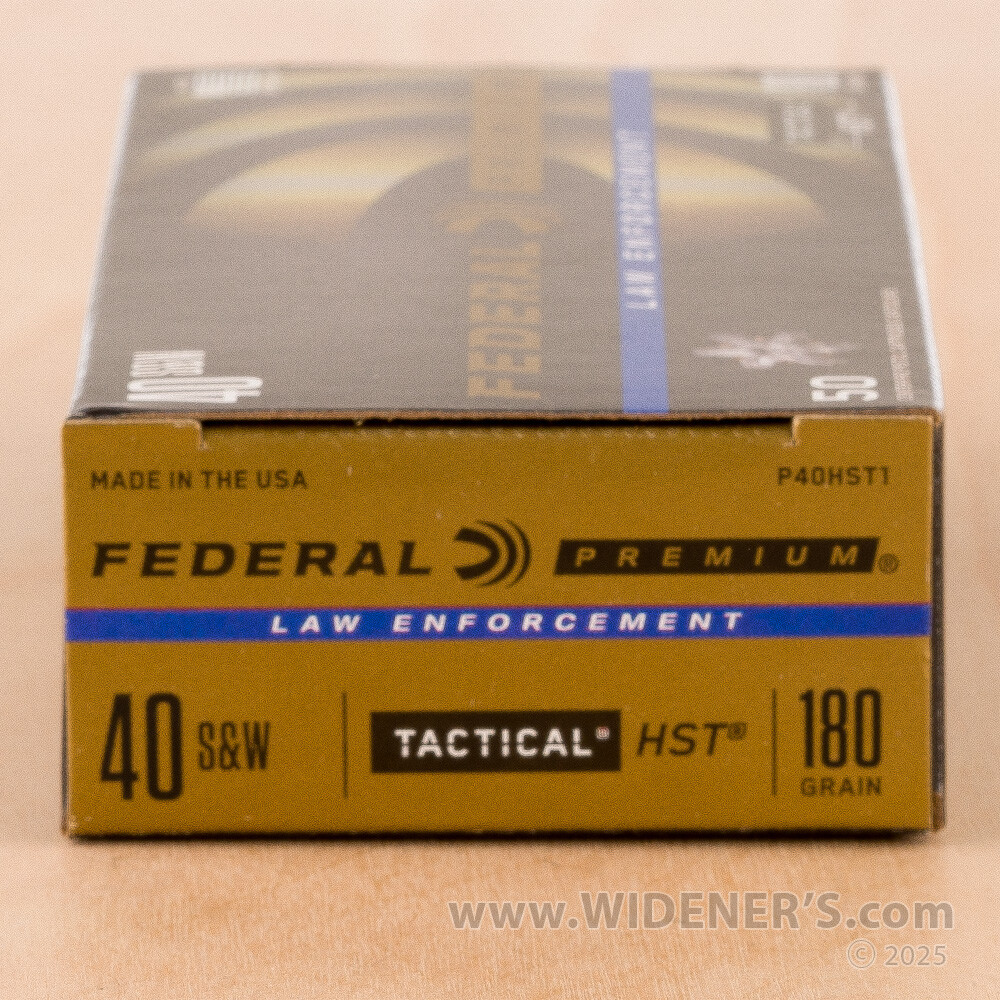 40 S&W
FEDERAL
LAW ENFORCEMENT
50
MADE IN THE USA
P40HST1
FEDERAL PREMIUM®
LAW ENFORCEMENT
40 S&W
TACTICAL® HST®
180
GRAIN
www.WIDENER'S.com
© 2025